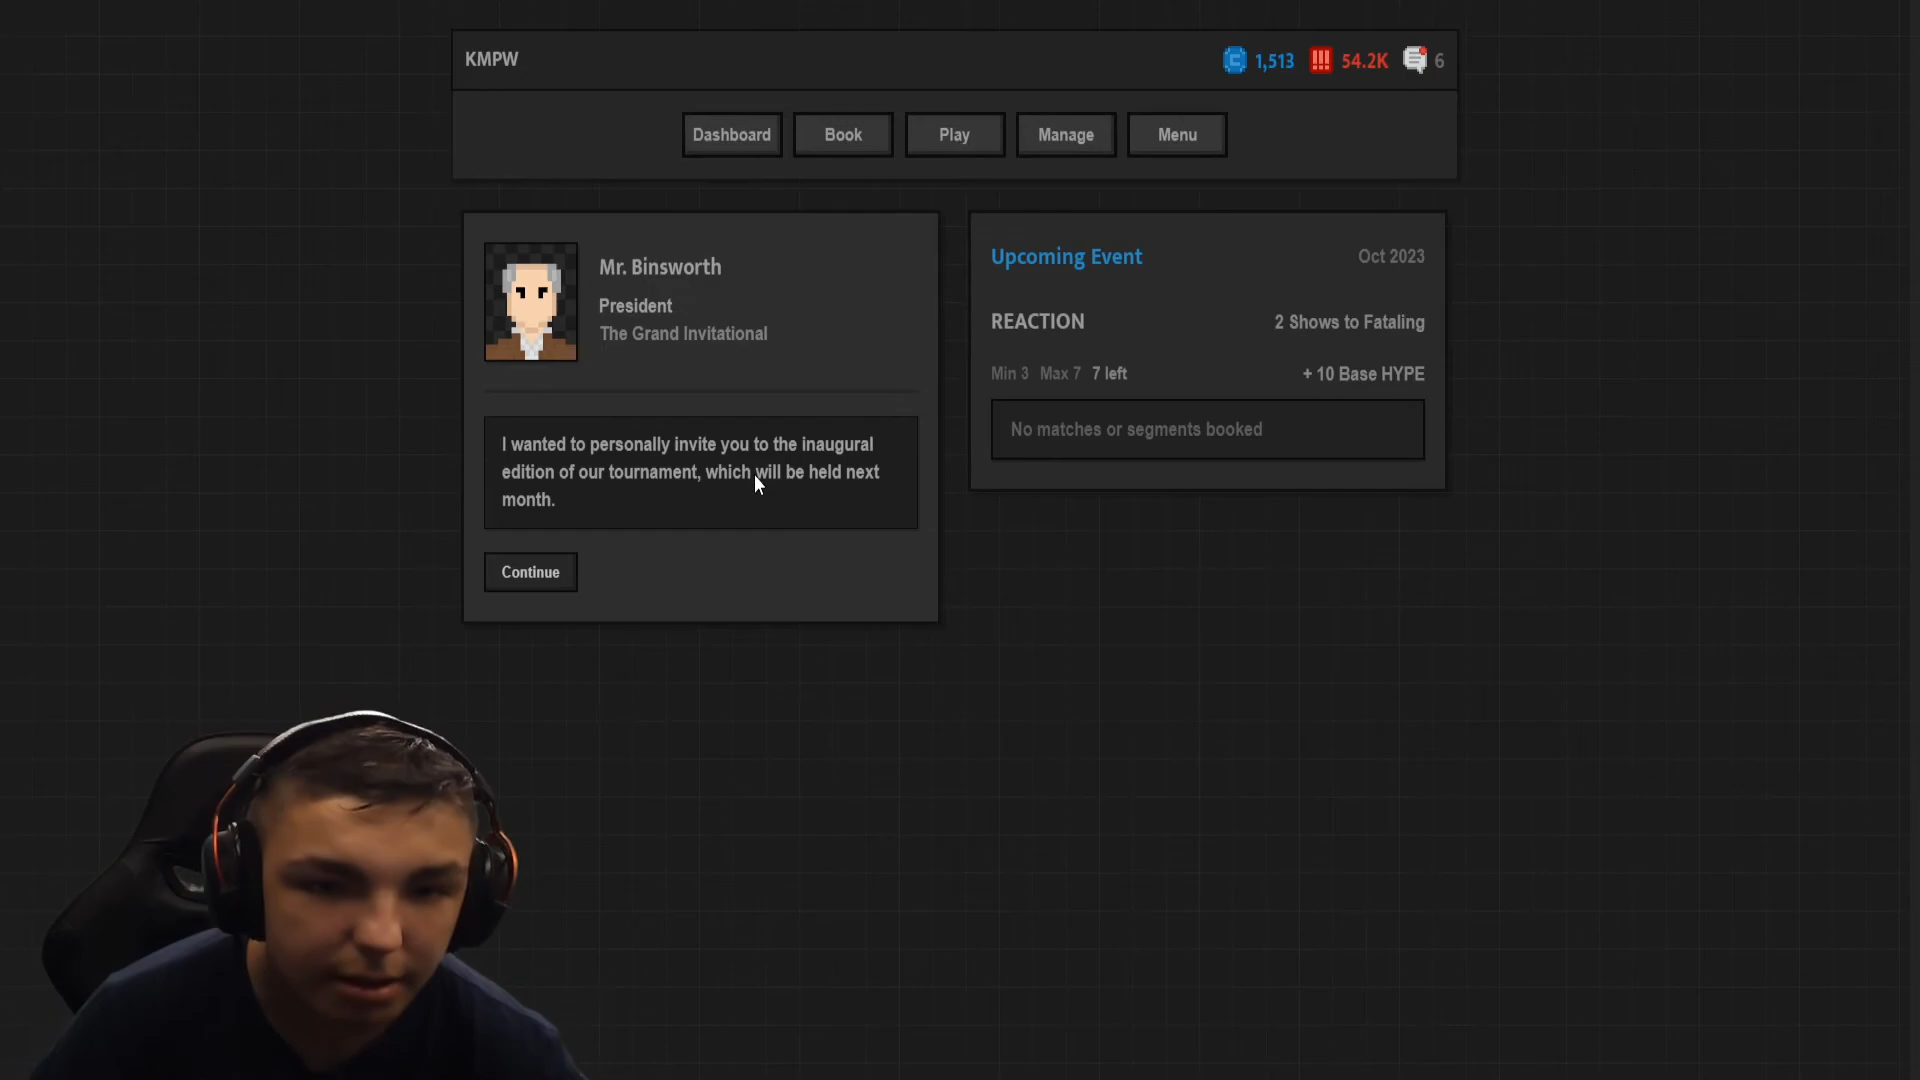 KMPW
1,513
54.2K
6
Dashboard
Book
Play
Manage
Menu
Mr. Binsworth
President
The Grand Invitational
I wanted to personally invite you to the inaugural
edition of our tournament, which will be held next
month.
Continue
Upcoming Event
Oct 2023
REACTION
2 Shows to Fataling
Min 3 Max 7 7 left
+ 10 Base HYPE
No matches or segments booked